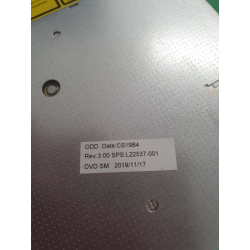 ODD Date:CS19B4
Rev:3.00 SPS:L22537-001
DVD SM 2019/11/17